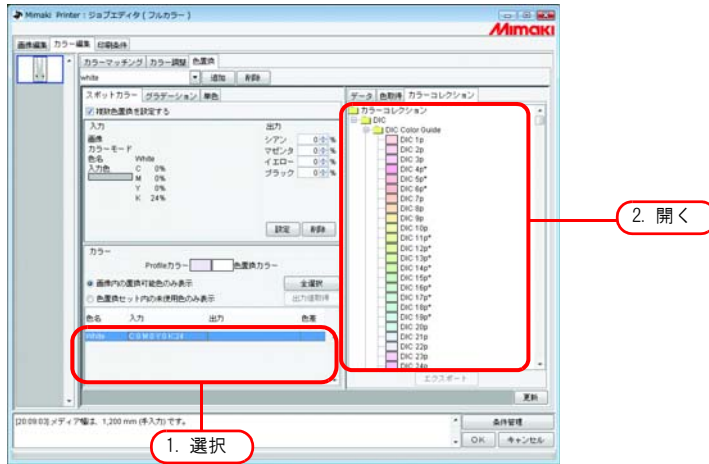 Mimaki Printer : ジョブエディタ ( フルカラー )
Mimaki
画像編集 カラー編集 印刷条件
カラーマッチング カラー調整 色置換
white 追加 削除
スポットカラー グラデーション 単色
複数色置換を設定する
入力 出力
画像
カラーモード
色名 White
入力色 C 0%
M 0%
Y 0%
K 24%
シアン 0 %
マゼンタ 0 %
イエロー 0 %
ブラック 0 %
設定 削除
カラー
Profileカラー 色置換カラー
画像内の置換可能色のみ表示 全選択
色置換セット内の未使用色のみ表示 出力値取得
色名 入力 出力 色差
White C:0 M:0 Y:0 K:24
1. 選択
データ 色取得 カラーコレクション
カラーコレクション
DIC
DIC Color Guide
DIC 1p
DIC 2p
DIC 3p
DIC 4p*
DIC 5p*
DIC 6p*
DIC 7p
DIC 8p
DIC 9p
DIC 10p
DIC 11p*
DIC 12p*
DIC 13p*
DIC 14p*
DIC 15p*
DIC 16p*
DIC 17p*
DIC 18p*
DIC 19p*
DIC 20p
DIC 21p
DIC 22p
DIC 23p
DIC 24p
2. 開く
エクスポート
更新
[20:09:03] メディア幅は、1,200 mm (手入力) です。
条件管理
OK キャンセル